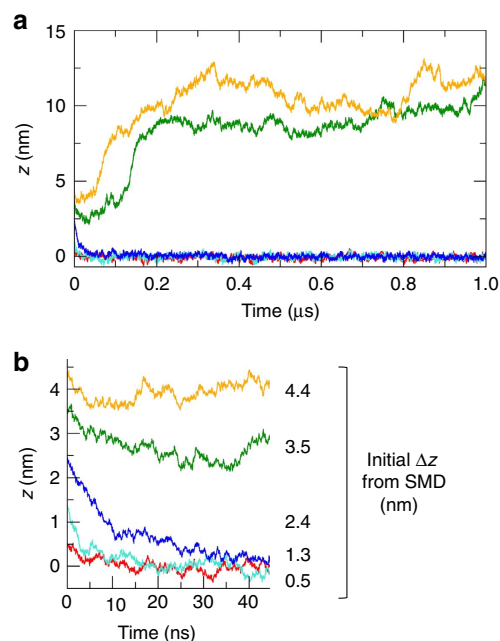 a
15
10
5
0
z (nm)
0 0.2 0.4 0.6 0.8 1.0
Time (μs)
b
4
3
2
1
0
z (nm)
4.4
3.5
2.4
1.3
0.5
Initial Δz
from SMD
(nm)
0 10 20 30 40
Time (ns)